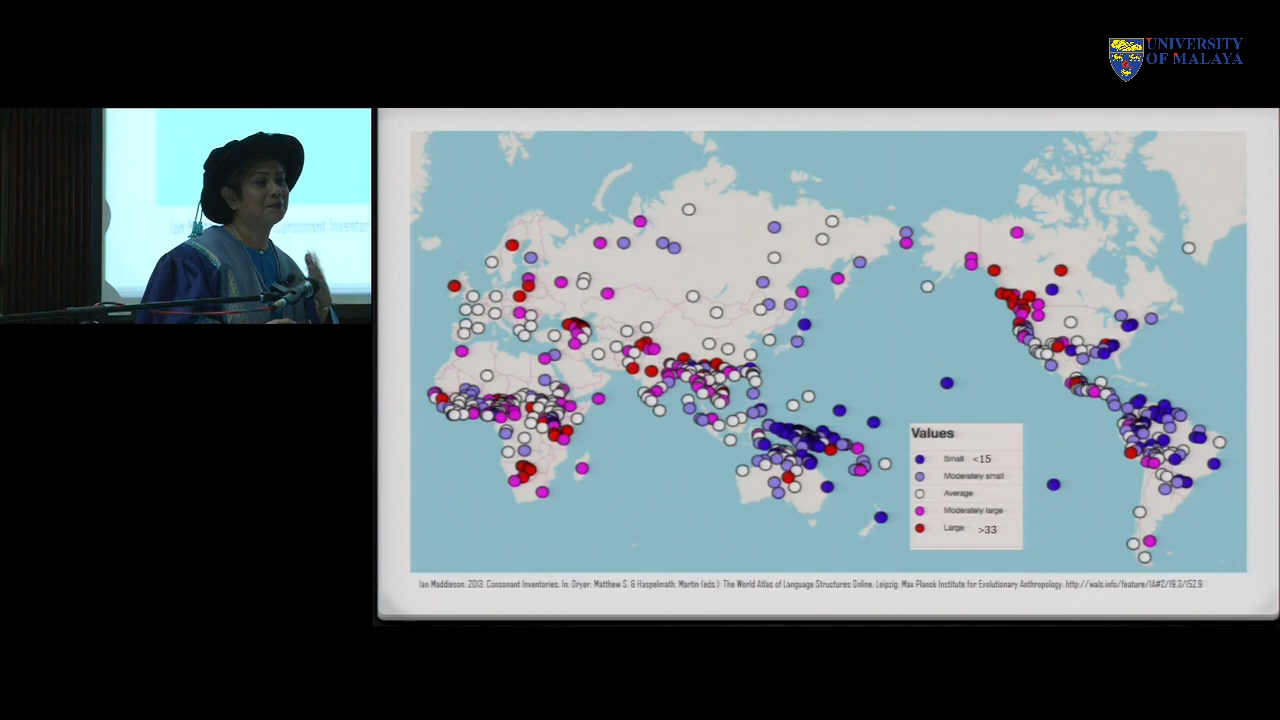 UNIVERSITY
OF MALAYA
Values
Small <15
Moderately small
Average
Moderately large
Large >33
Ian Maddieson. 2013. Consonant Inventories. In: Dryer, Matthew S. & Haspelmath, Martin (eds.) The World Atlas of Language Structures Online. Leipzig: Max Planck Institute for Evolutionary Anthropology. http://wals.info/feature/1A#2/19.3/152.9